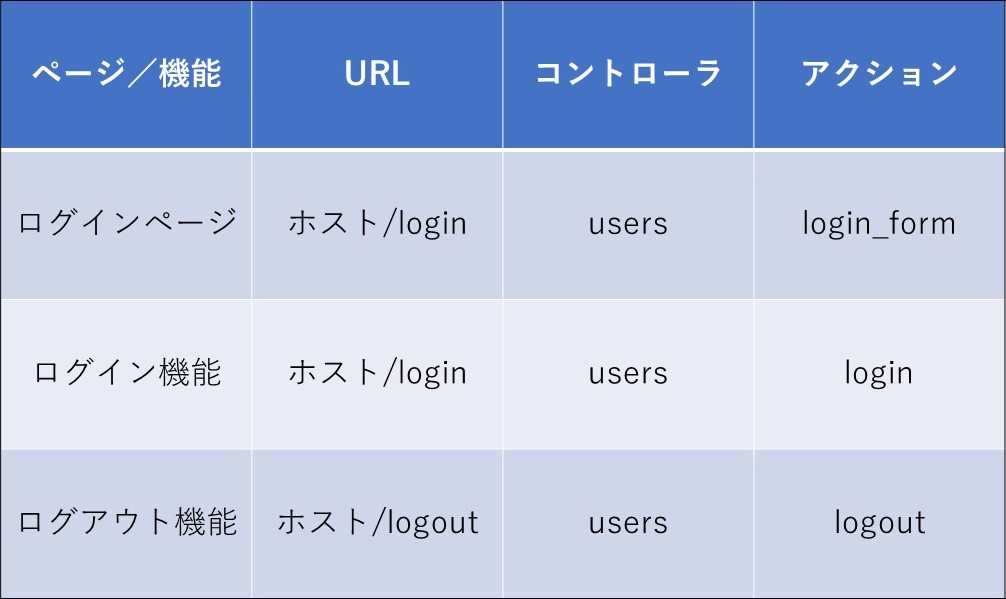 ページ／機能 URL コントローラ アクション
ログインページ ホスト/login users login_form
ログイン機能 ホスト/login users login
ログアウト機能 ホスト/logout users logout